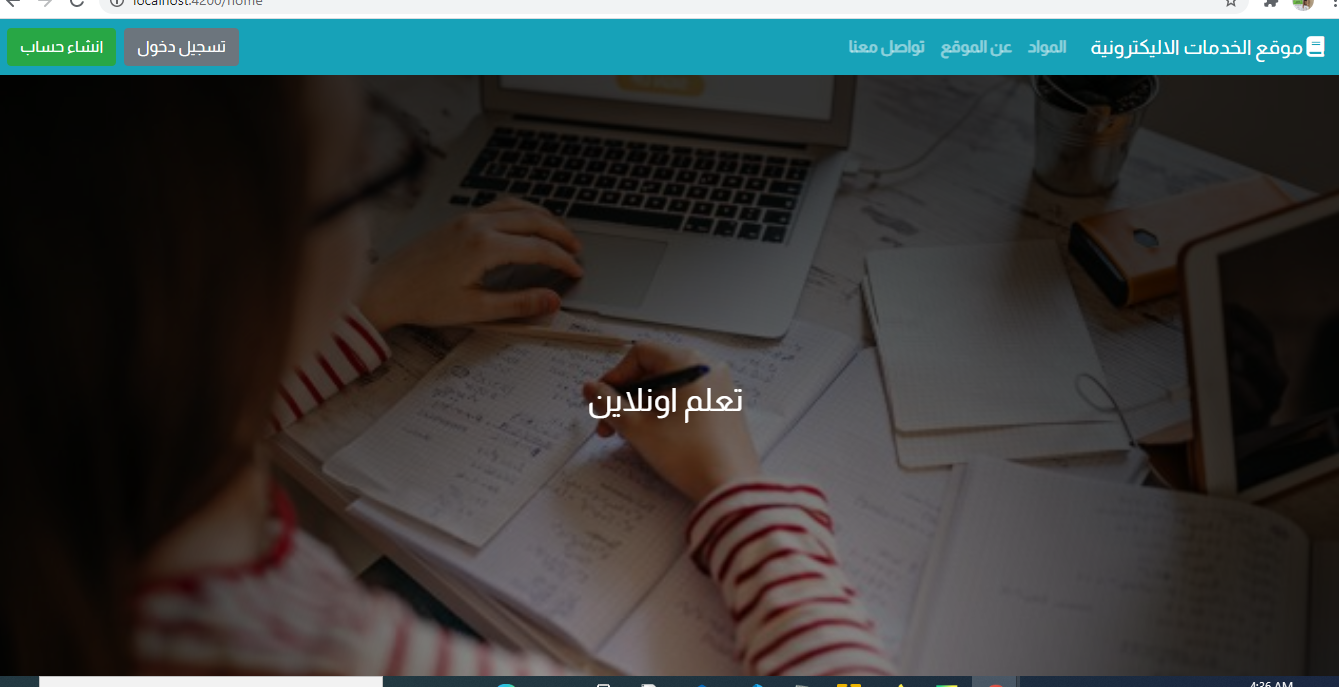 localhost:4200/home
موقع الخدمات الاليكترونية المواد عن الموقع تواصل معنا تسجيل دخول انشاء حساب
تعلم اونلاين
4:36 AM